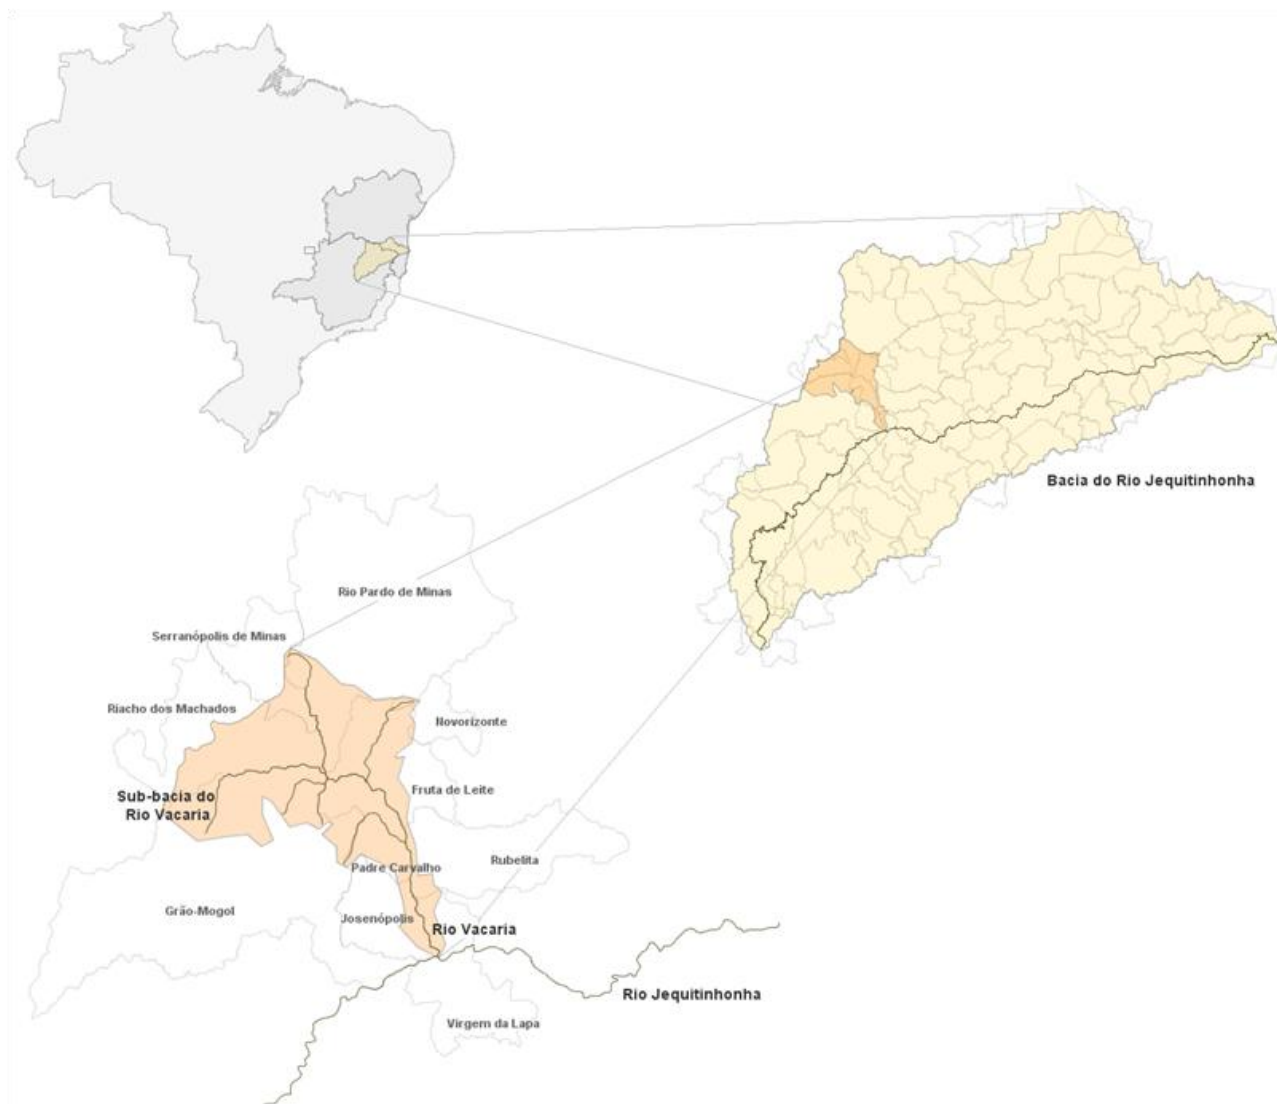 Bacia do Rio Jequitinhonha
Rio Pardo de Minas
Serranópolis de Minas
Riacho dos Machados
Novorizonte
Fruta de Leite
Sub-bacia do
Rio Vacaria
Rubelita
Padre Carvalho
Grão-Mogol
Josenópolis
Rio Vacaria
Rio Jequitinhonha
Virgem da Lapa